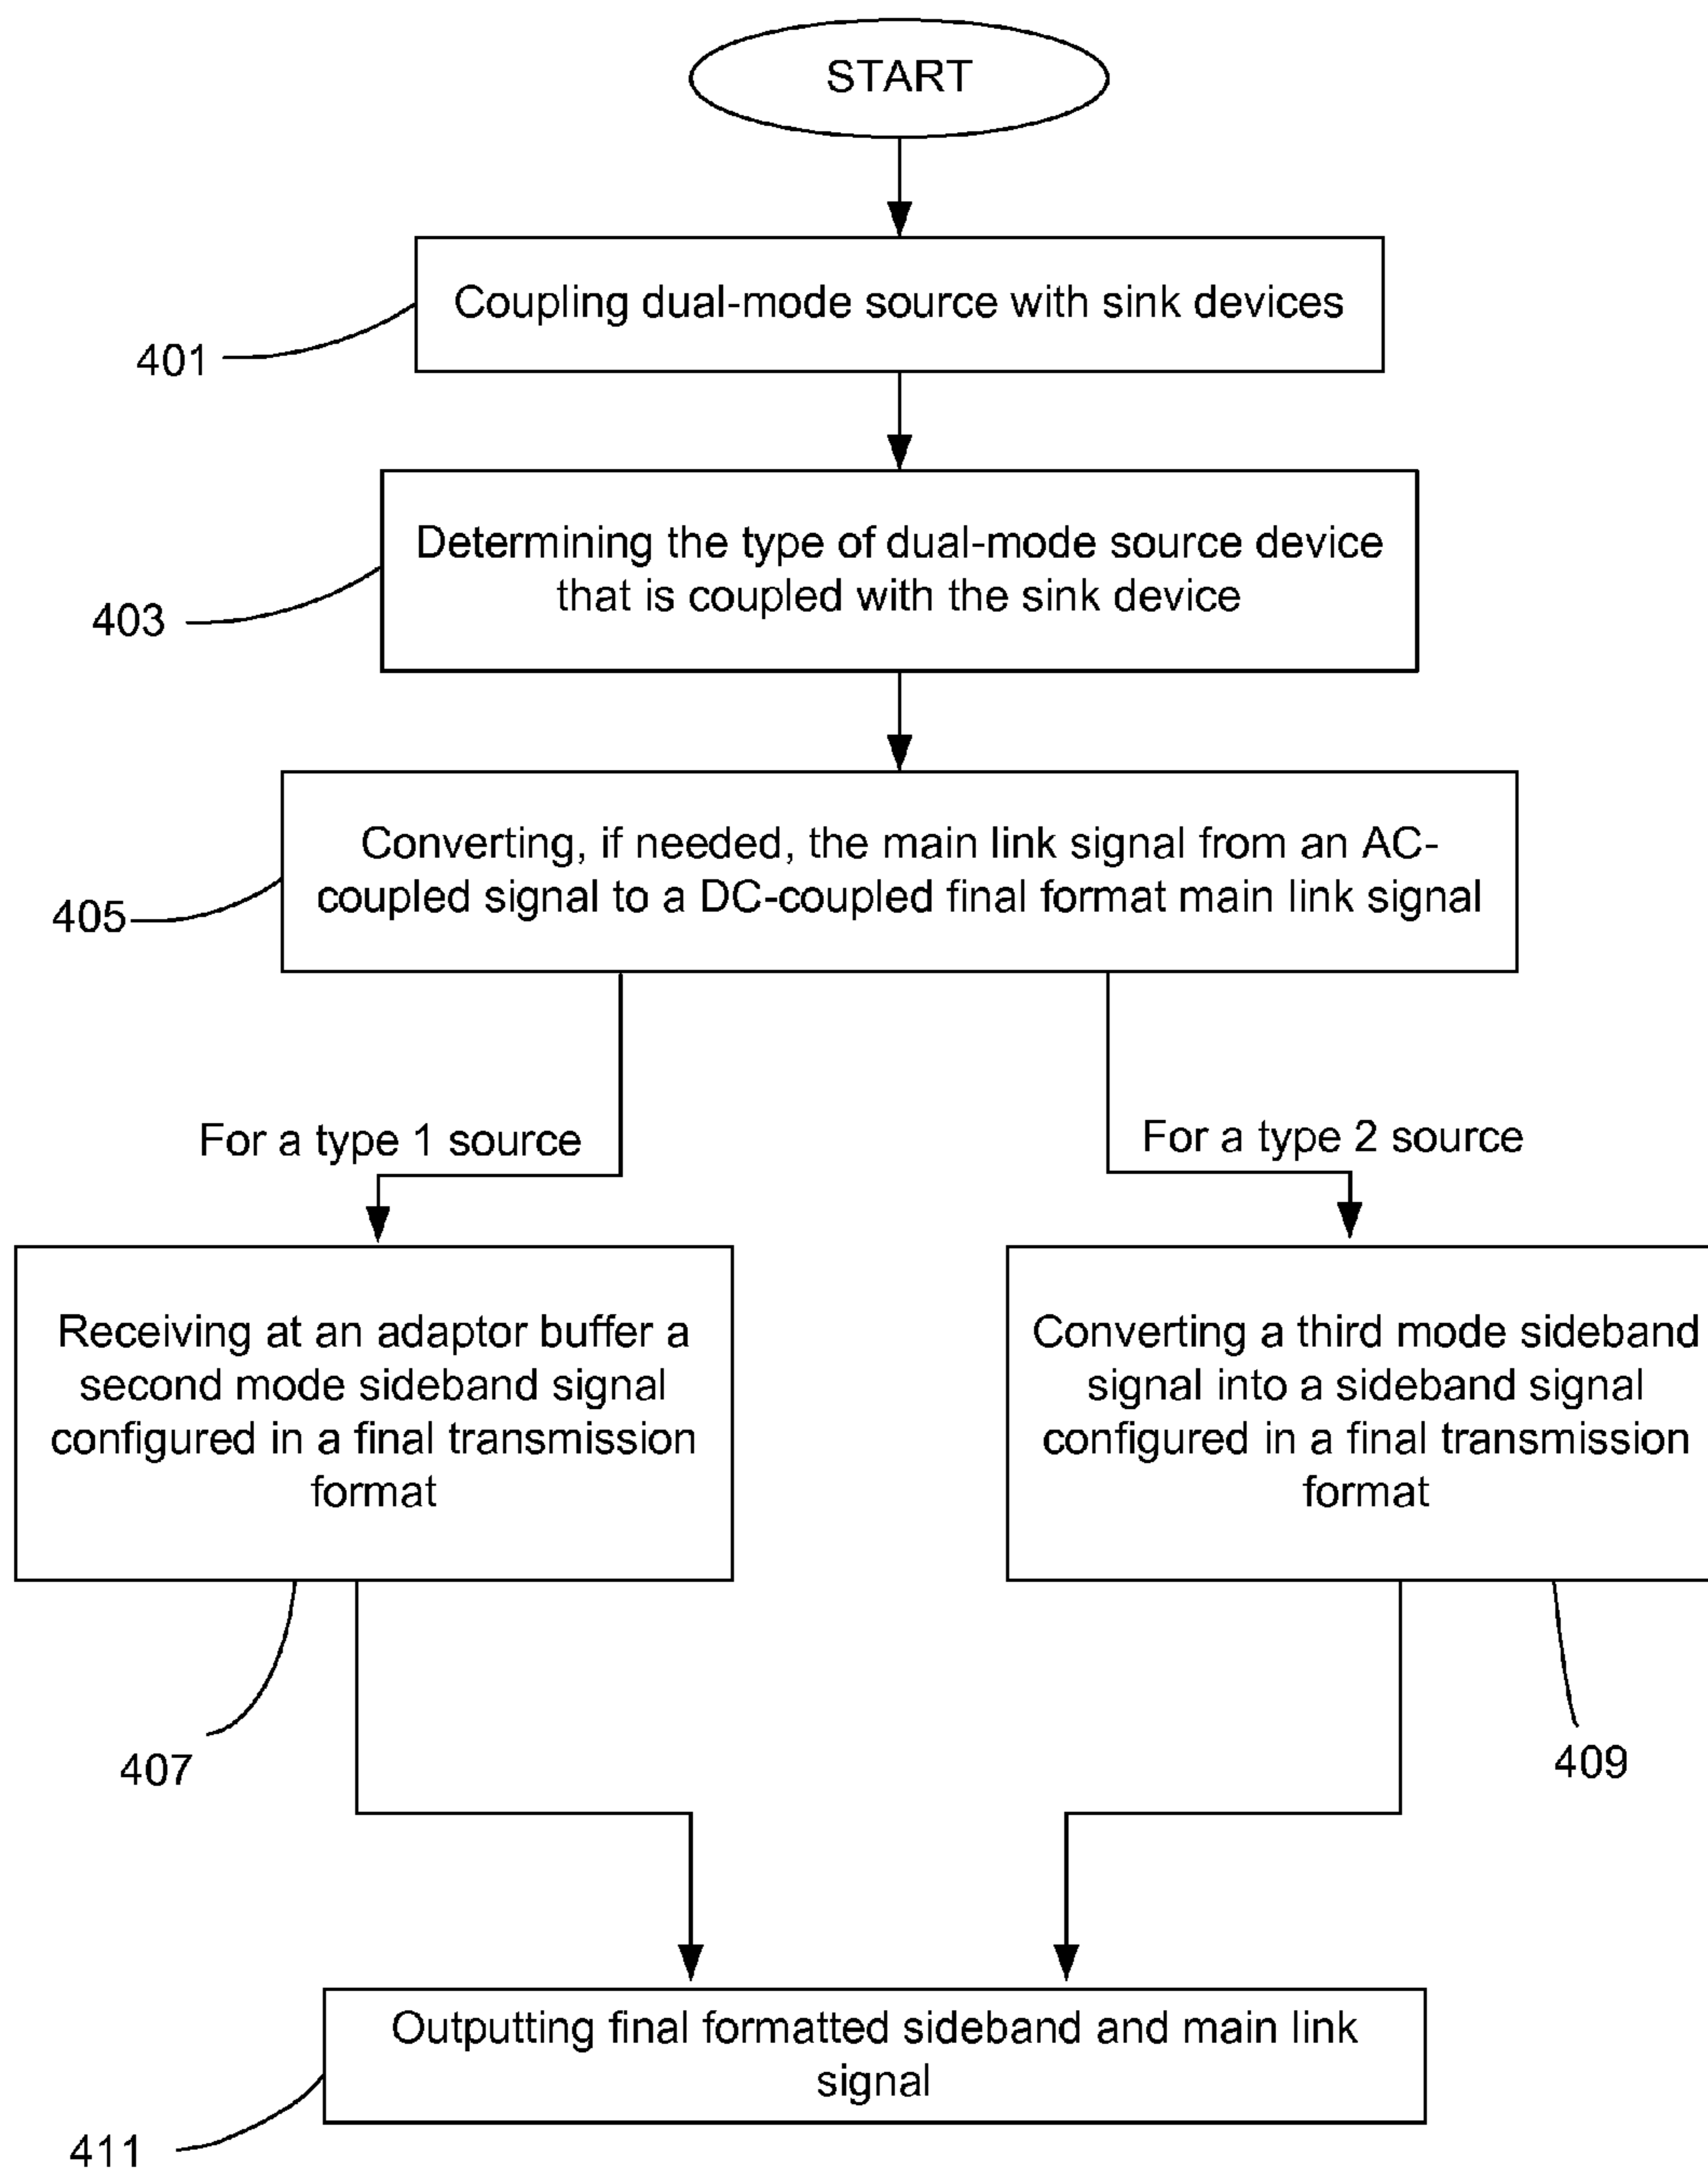 START
Coupling dual-mode source with sink devices
401
Determining the type of dual-mode source device
that is coupled with the sink device
403
Converting, if needed, the main link signal from an AC-
coupled signal to a DC-coupled final format main link signal
405
For a type 1 source
For a type 2 source
Receiving at an adaptor buffer a
second mode sideband signal
configured in a final transmission
format
Converting a third mode sideband
signal into a sideband signal
configured in a final transmission
format
407
409
Outputting final formatted sideband and main link
signal
411